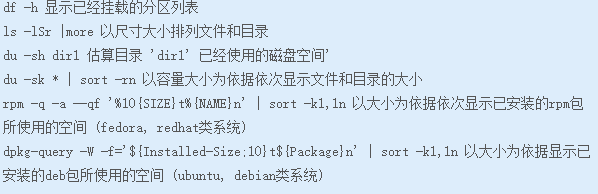 df -h 显示已经挂载的分区列表
ls -lSr |more 以尺寸大小排列文件和目录
du -sh dir1 估算目录 'dir1' 已经使用的磁盘空间'
du -sk * | sort -rn 以容量大小为依据依次显示文件和目录的大小
rpm -q -a --qf '%10{SIZE}t%{NAME}n' | sort -k1,1n 以大小为依据依次显示已安装的rpm包
所使用的空间 (fedora, redhat类系统)
dpkg-query -W -f='${Installed-Size;10}t${Package}n' | sort -k1,1n 以大小为依据显示已
安装的deb包所使用的空间 (ubuntu, debian类系统)